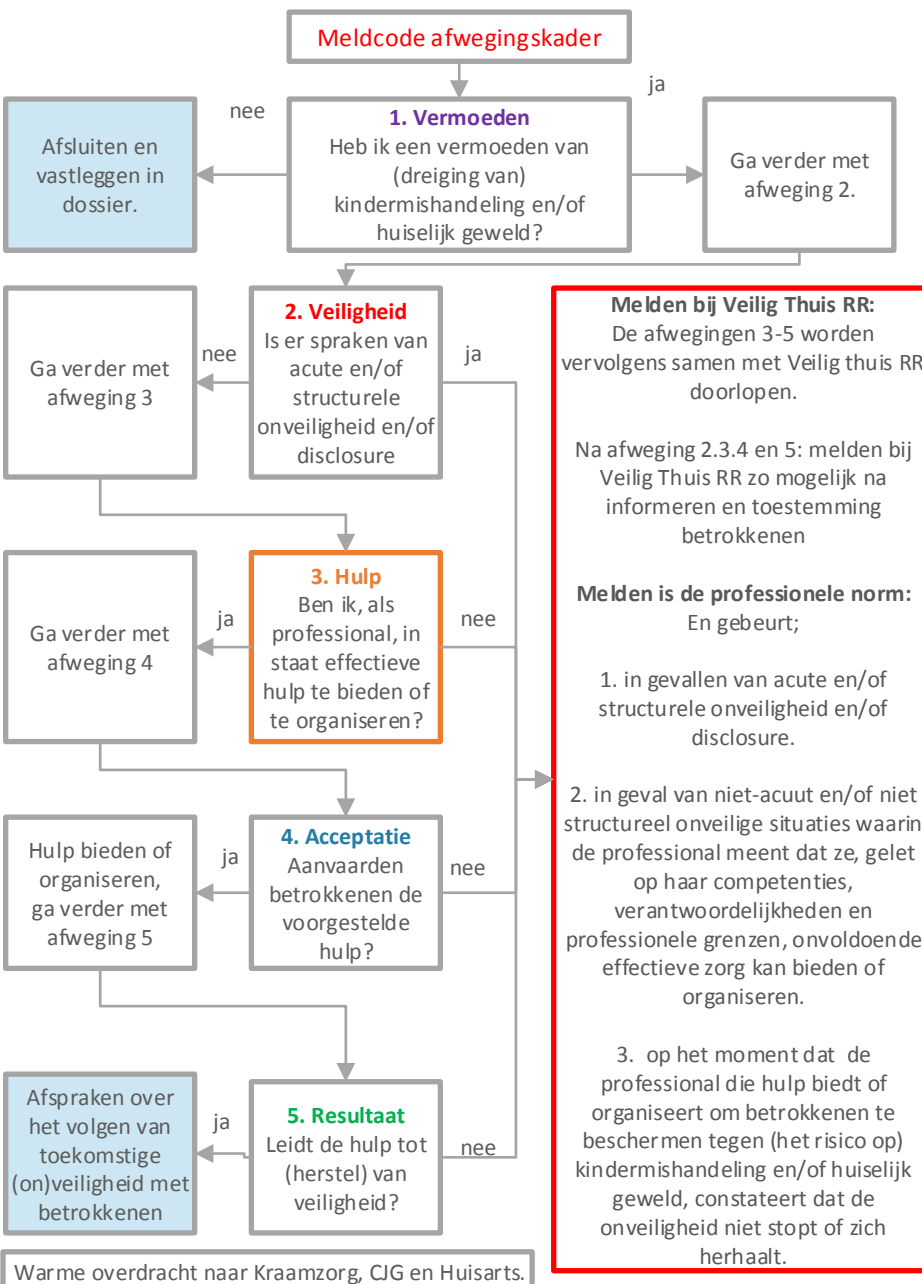 Meldcode afwegingskader
nee
ja
Afsluiten en
vastleggen in
dossier.
1. Vermoeden
Heb ik een vermoeden van
(dreiging van)
kindermishandeling en/of
huiselijk geweld?
Ga verder met
afweging 2.
Ga verder met
afweging 3
nee
2. Veiligheid
Is er spraken van
acute en/of
structurele
onveiligheid en/of
disclosure
ja
Ga verder met
afweging 4
ja
3. Hulp
Ben ik, als
professional, in
staat effectieve
hulp te bieden of
te organiseren?
nee
Hulp bieden of
organiseren,
ga verder met
afweging 5
ja
4. Acceptatie
Aanvaarden
betrokkenen de
voorgestelde
hulp?
nee
Afspraken over
het volgen van
toekomstige
(on)veiligheid met
betrokkenen
ja
5. Resultaat
Leidt de hulp tot
(herstel) van
veiligheid?
nee
Melden bij Veilig Thuis RR:
De afwegingen 3-5 worden
vervolgens samen met Veilig thuis RR
doorlopen.
Na afweging 2.3.4 en 5: melden bij
Veilig Thuis RR zo mogelijk na
informeren en toestemming
betrokkenen
Melden is de professionele norm:
En gebeurt;
1. in gevallen van acute en/of
structurele onveiligheid en/of
disclosure.
2. in geval van niet-acuut en/of niet
structureel onveilige situaties waarin
de professional meent dat ze, gelet
op haar competenties,
verantwoordelijkheden en
professionele grenzen, onvoldoende
effectieve zorg kan bieden of
organiseren.
3. op het moment dat de
professional die hulp biedt of
organiseert om betrokkenen te
beschermen tegen (het risico op)
kindermishandeling en/of huiselijk
geweld, constateert dat de
onveiligheid niet stopt of zich
herhaalt.
Warme overdracht naar Kraamzorg, CJG en Huisarts.